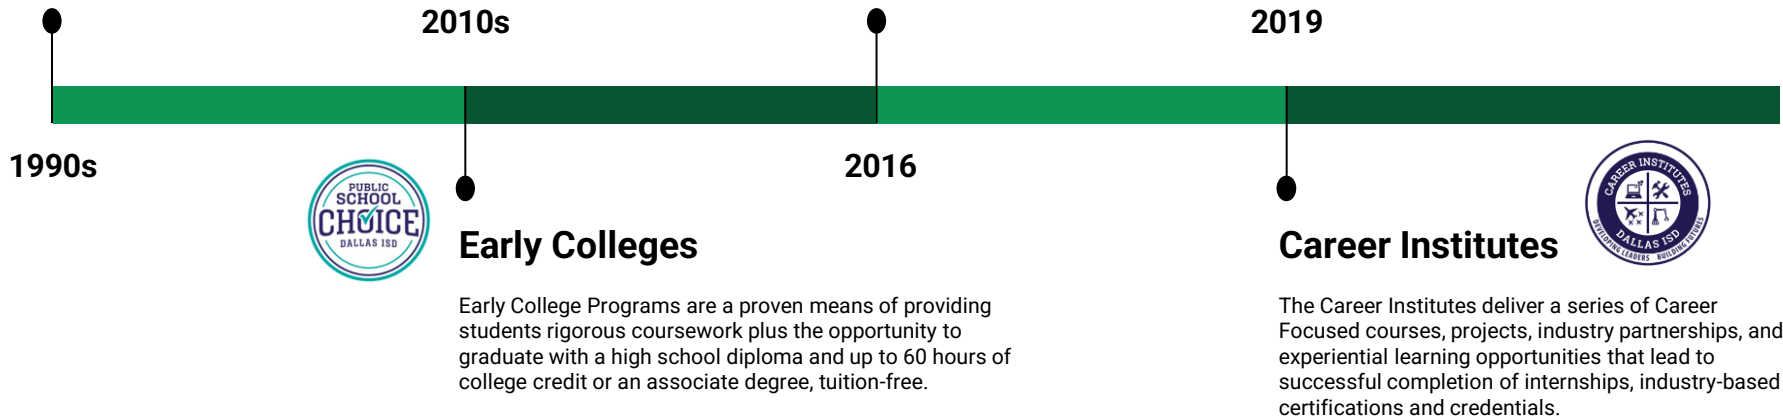 2010s
2019
1990s
2016
PUBLIC
SCHOOL
CHOICE
DALLAS ISD
Early Colleges
Early College Programs are a proven means of providing
students rigorous coursework plus the opportunity to
graduate with a high school diploma and up to 60 hours of
college credit or an associate degree, tuition-free.
CAREER INSTITUTES
DALLAS ISD
DEVELOPING LEADERS BUILDING FUTURES
Career Institutes
The Career Institutes deliver a series of Career
Focused courses, projects, industry partnerships, and
experiential learning opportunities that lead to
successful completion of internships, industry-based
certifications and credentials.